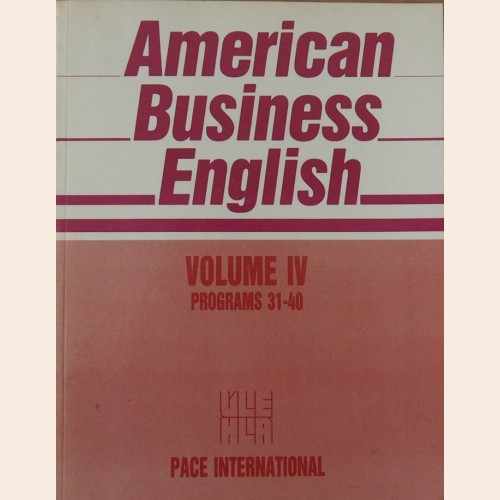 American
Business
English
VOLUME IV
PROGRAMS 31-40
PACE INTERNATIONAL